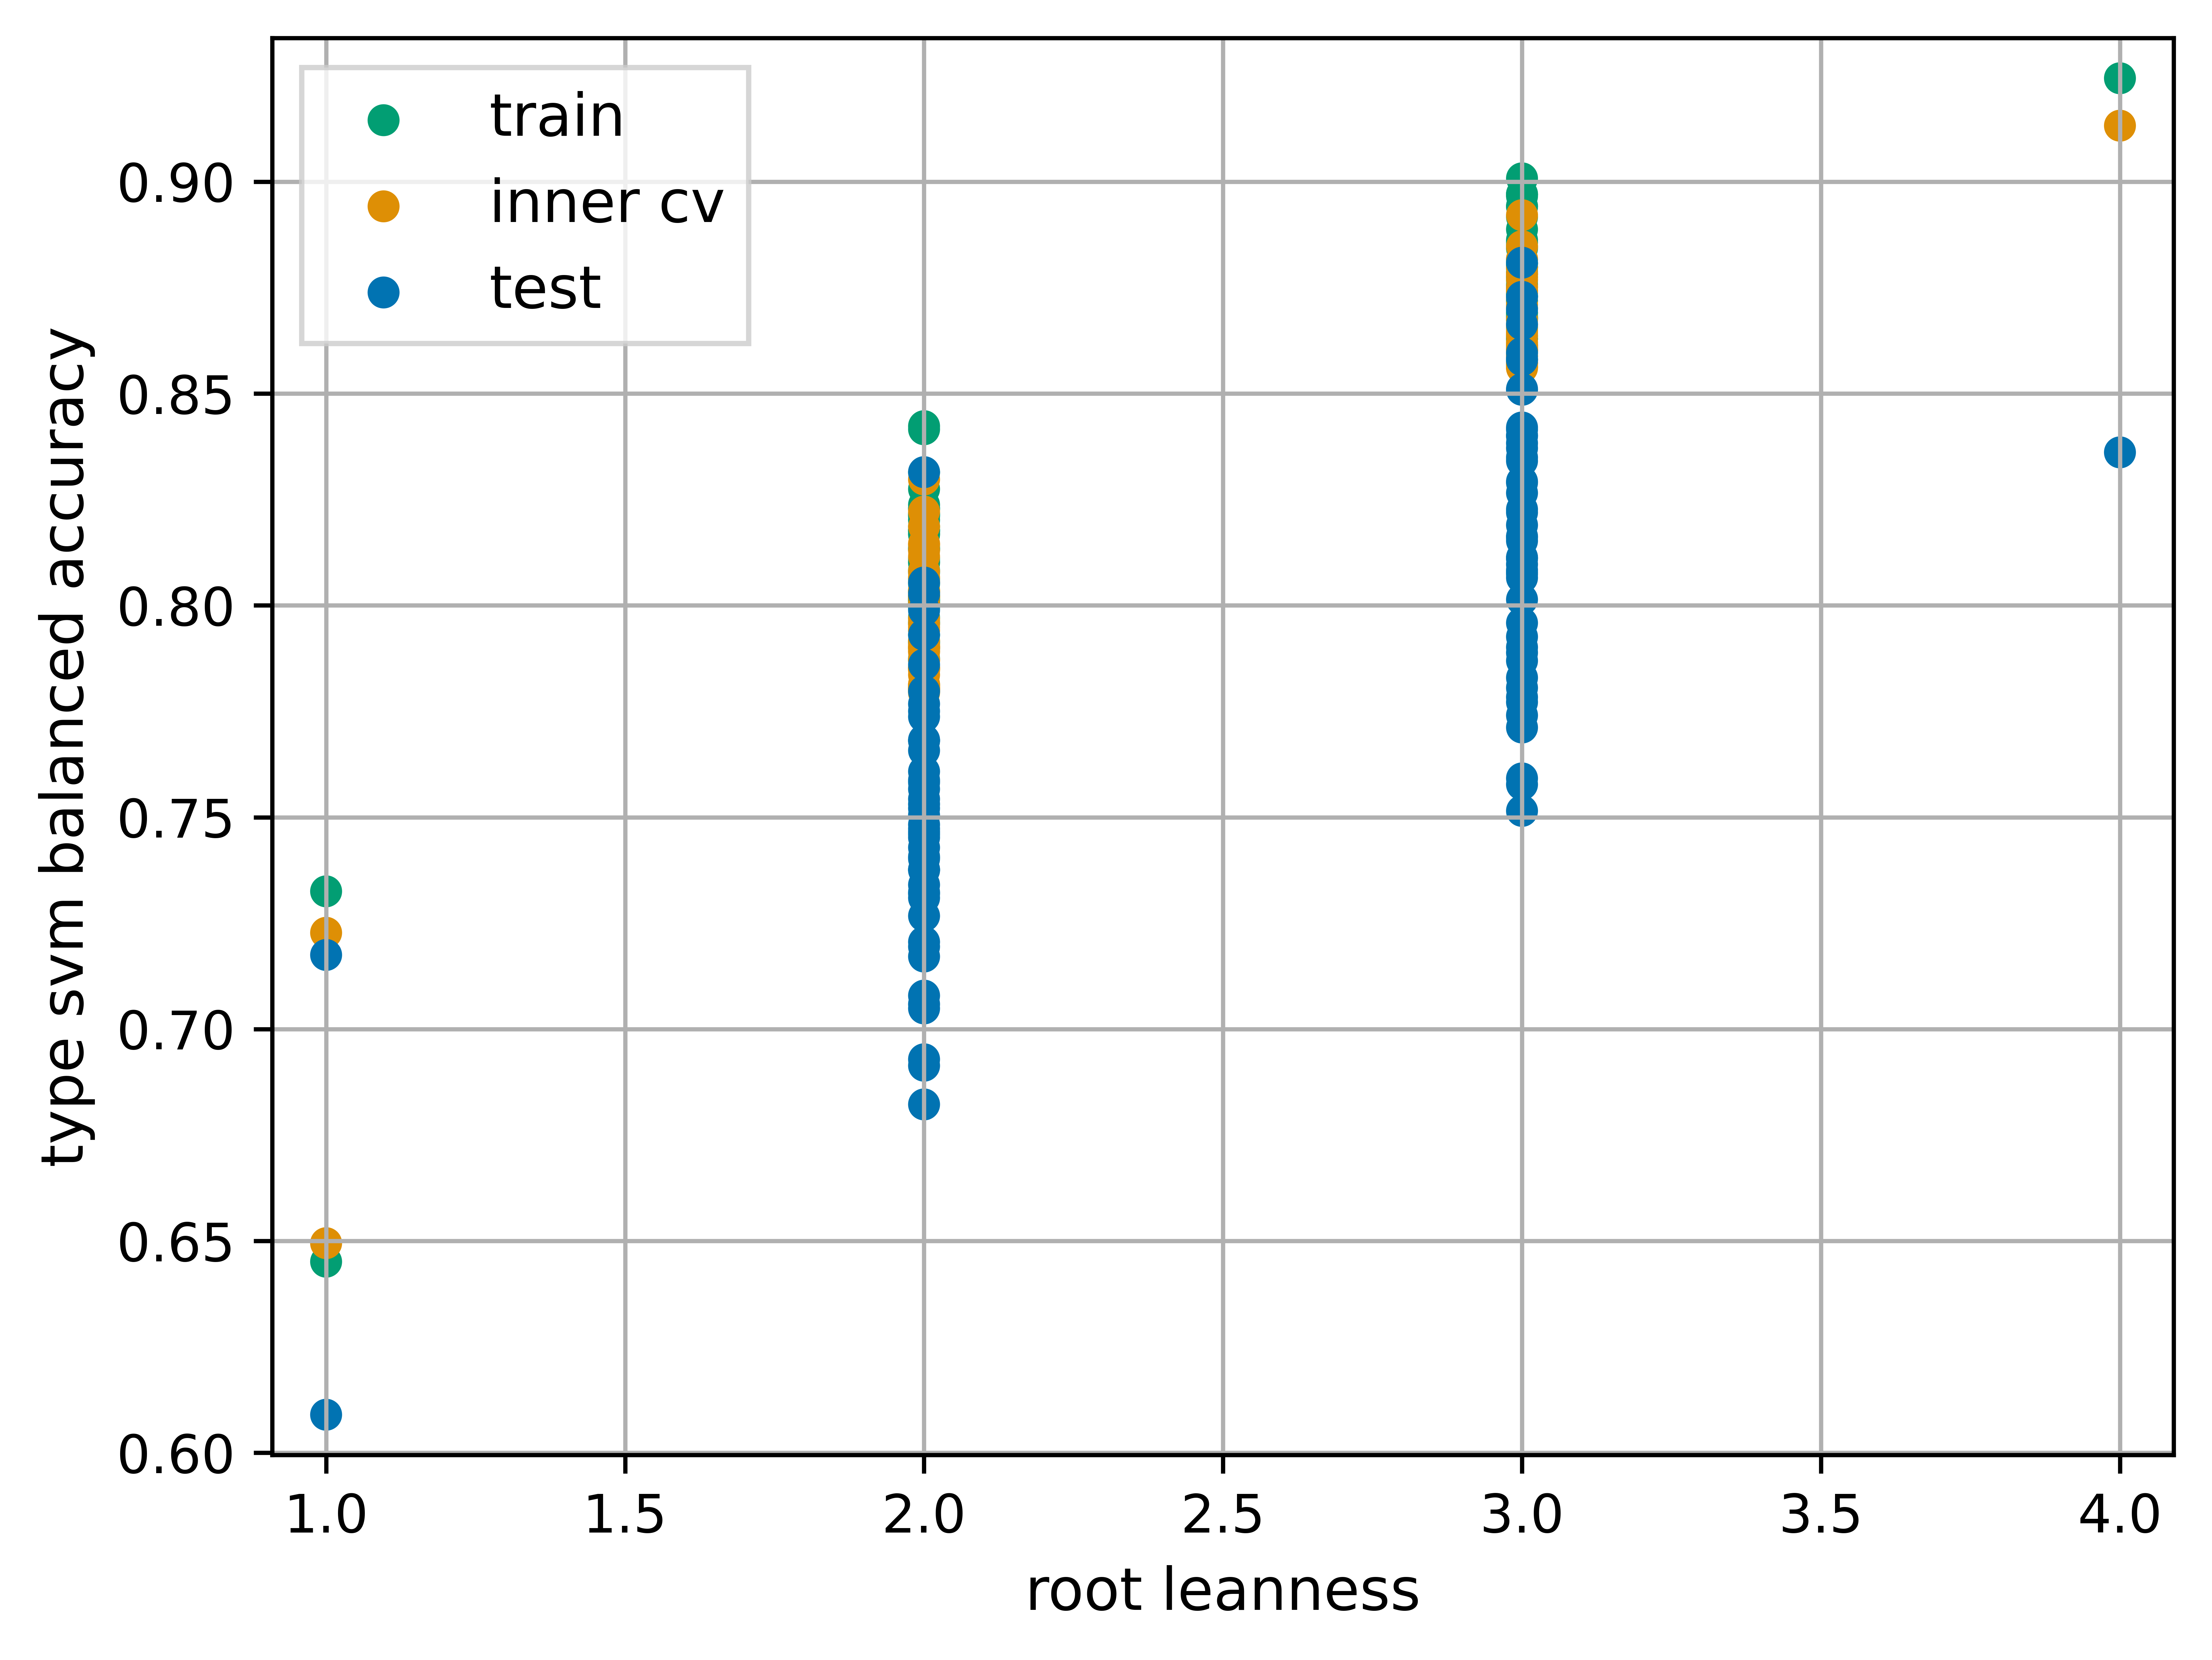 train
inner cv
test
0.90
0.85
0.80
0.75
0.70
0.65
0.60
type svm balanced accuracy
1.0 1.5 2.0 2.5 3.0 3.5 4.0
root leanness